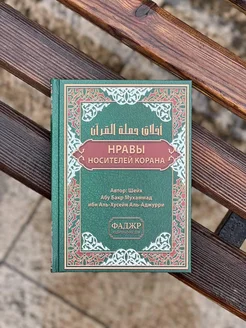 أخلاق حملة القرآن
НРАВЫ
НОСИТЕЛЕЙ КОРАНА
Автор: Шейх
Абу Бакр Мухаммад
ибн Аль-Хусейн Аль-Аджурри
ФАДЖР